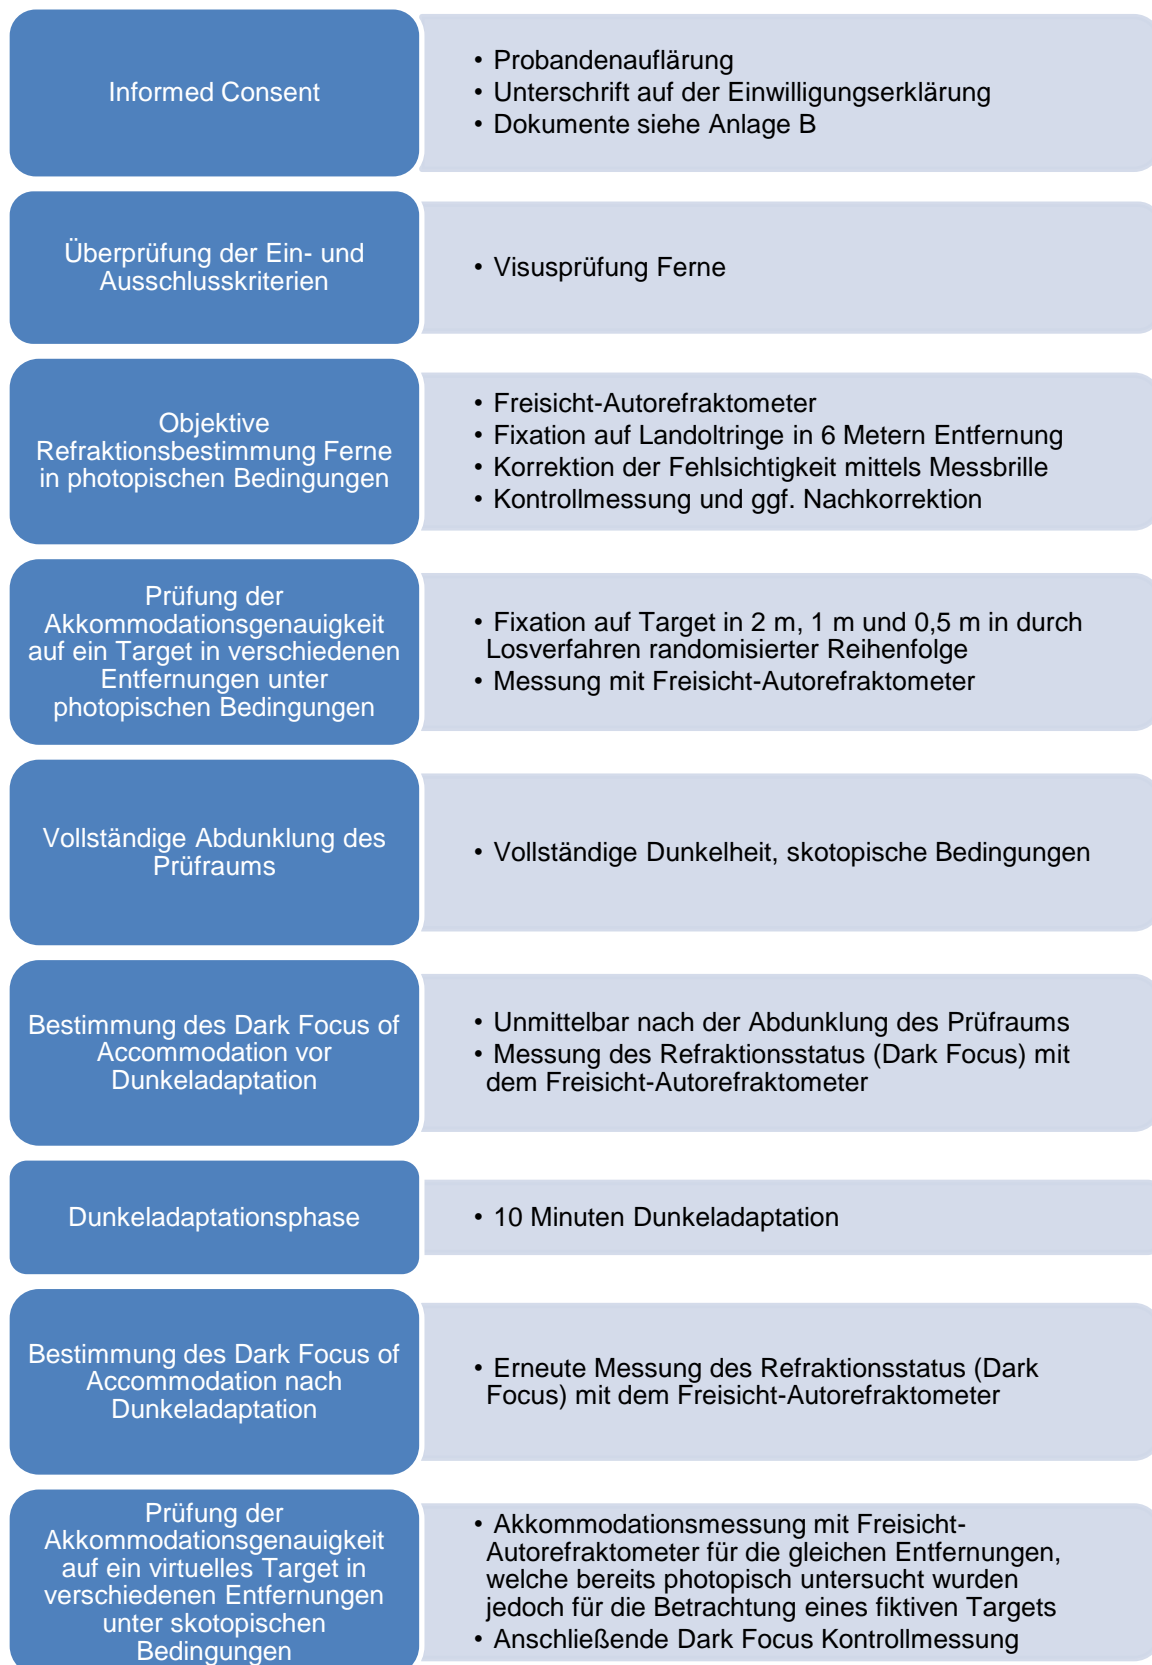 Informed Consent
• Probandenauflärung
• Unterschrift auf der Einwilligungserklärung
• Dokumente siehe Anlage B
Überprüfung der Ein- und
Ausschlusskriterien
• Visusprüfung Ferne
Objektive
Refraktionsbestimmung Ferne
in photopischen Bedingungen
• Freisicht-Autorefraktometer
• Fixation auf Landoltringe in 6 Metern Entfernung
• Korrektion der Fehlsichtigkeit mittels Messbrille
• Kontrollmessung und ggf. Nachkorrektion
Prüfung der
Akkommodationsgenauigkeit
auf ein Target in verschiedenen
Entfernungen unter
photopischen Bedingungen
• Fixation auf Target in 2 m, 1 m und 0,5 m in durch
Losverfahren randomisierter Reihenfolge
• Messung mit Freisicht-Autorefraktometer
Vollständige Abdunklung des
Prüfraums
• Vollständige Dunkelheit, skotopische Bedingungen
Bestimmung des Dark Focus of
Accommodation vor
Dunkeladaptation
• Unmittelbar nach der Abdunklung des Prüfraums
• Messung des Refraktionsstatus (Dark Focus) mit
dem Freisicht-Autorefraktometer
Dunkeladaptationsphase
• 10 Minuten Dunkeladaptation
Bestimmung des Dark Focus of
Accommodation nach
Dunkeladaptation
• Erneute Messung des Refraktionsstatus (Dark
Focus) mit dem Freisicht-Autorefraktometer
Prüfung der
Akkommodationsgenauigkeit
auf ein virtuelles Target in
verschiedenen Entfernungen
unter skotopischen
Bedingungen
• Akkommodationsmessung mit Freisicht-
Autorefraktometer für die gleichen Entfernungen,
welche bereits photopisch untersucht wurden
jedoch für die Betrachtung eines fiktiven Targets
• Anschließende Dark Focus Kontrollmessung